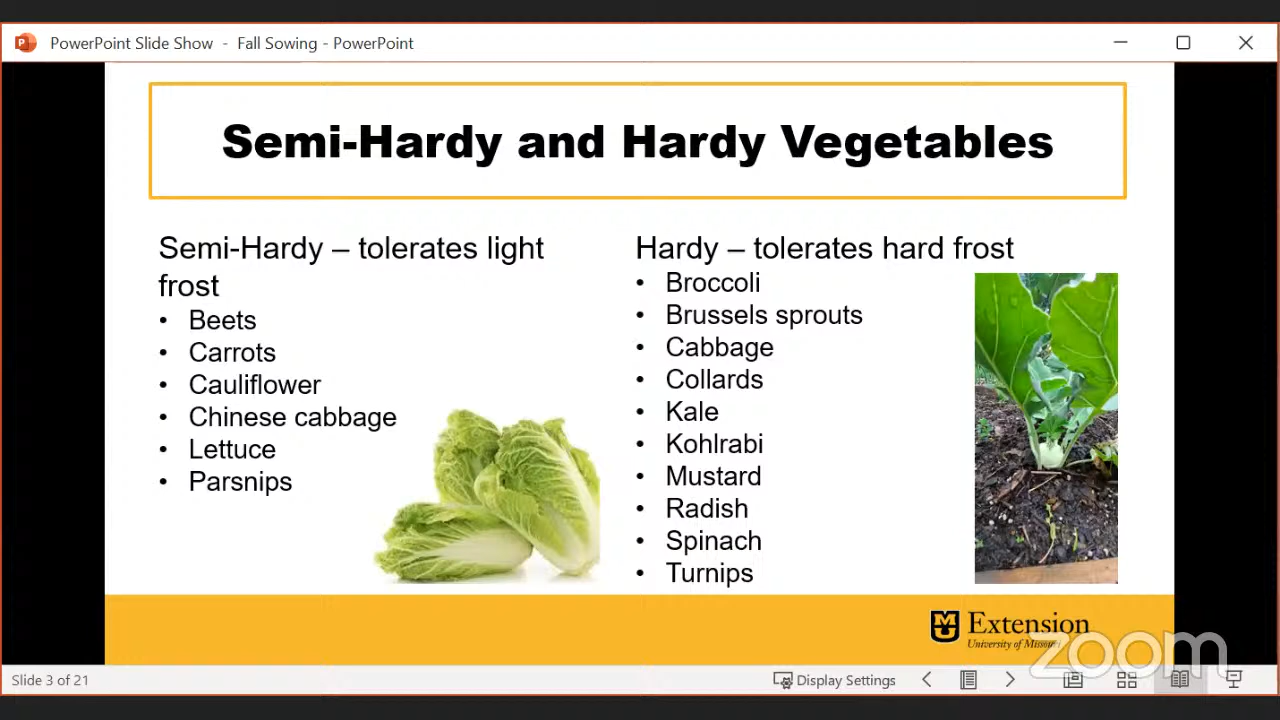 PowerPoint Slide Show - Fall Sowing - PowerPoint
Semi-Hardy and Hardy Vegetables
Semi-Hardy – tolerates light
frost
• Beets
• Carrots
• Cauliflower
• Chinese cabbage
• Lettuce
• Parsnips
Hardy – tolerates hard frost
• Broccoli
• Brussels sprouts
• Cabbage
• Collards
• Kale
• Kohlrabi
• Mustard
• Radish
• Spinach
• Turnips
Extension
University of Missouri
zoom
Slide 3 of 21
Display Settings